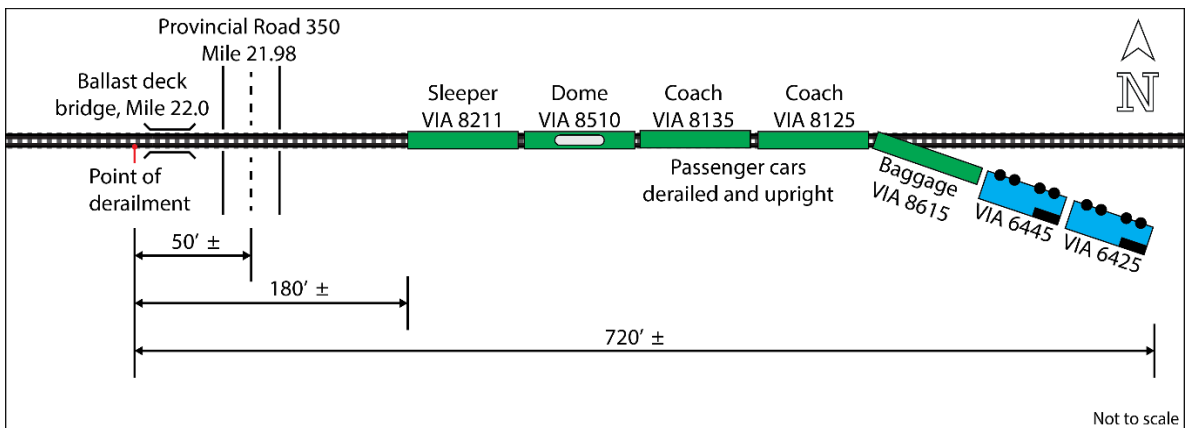 Provincial Road 350
Mile 21.98
N
Ballast deck
bridge, Mile 22.0
Sleeper
VIA 8211
Dome
VIA 8510
Coach
VIA 8135
Coach
VIA 8125
Point of
derailment
Passenger cars
derailed and upright
Baggage
VIA 8615
VIA 6445
VIA 6425
50’ ±
180’ ±
720’ ±
Not to scale